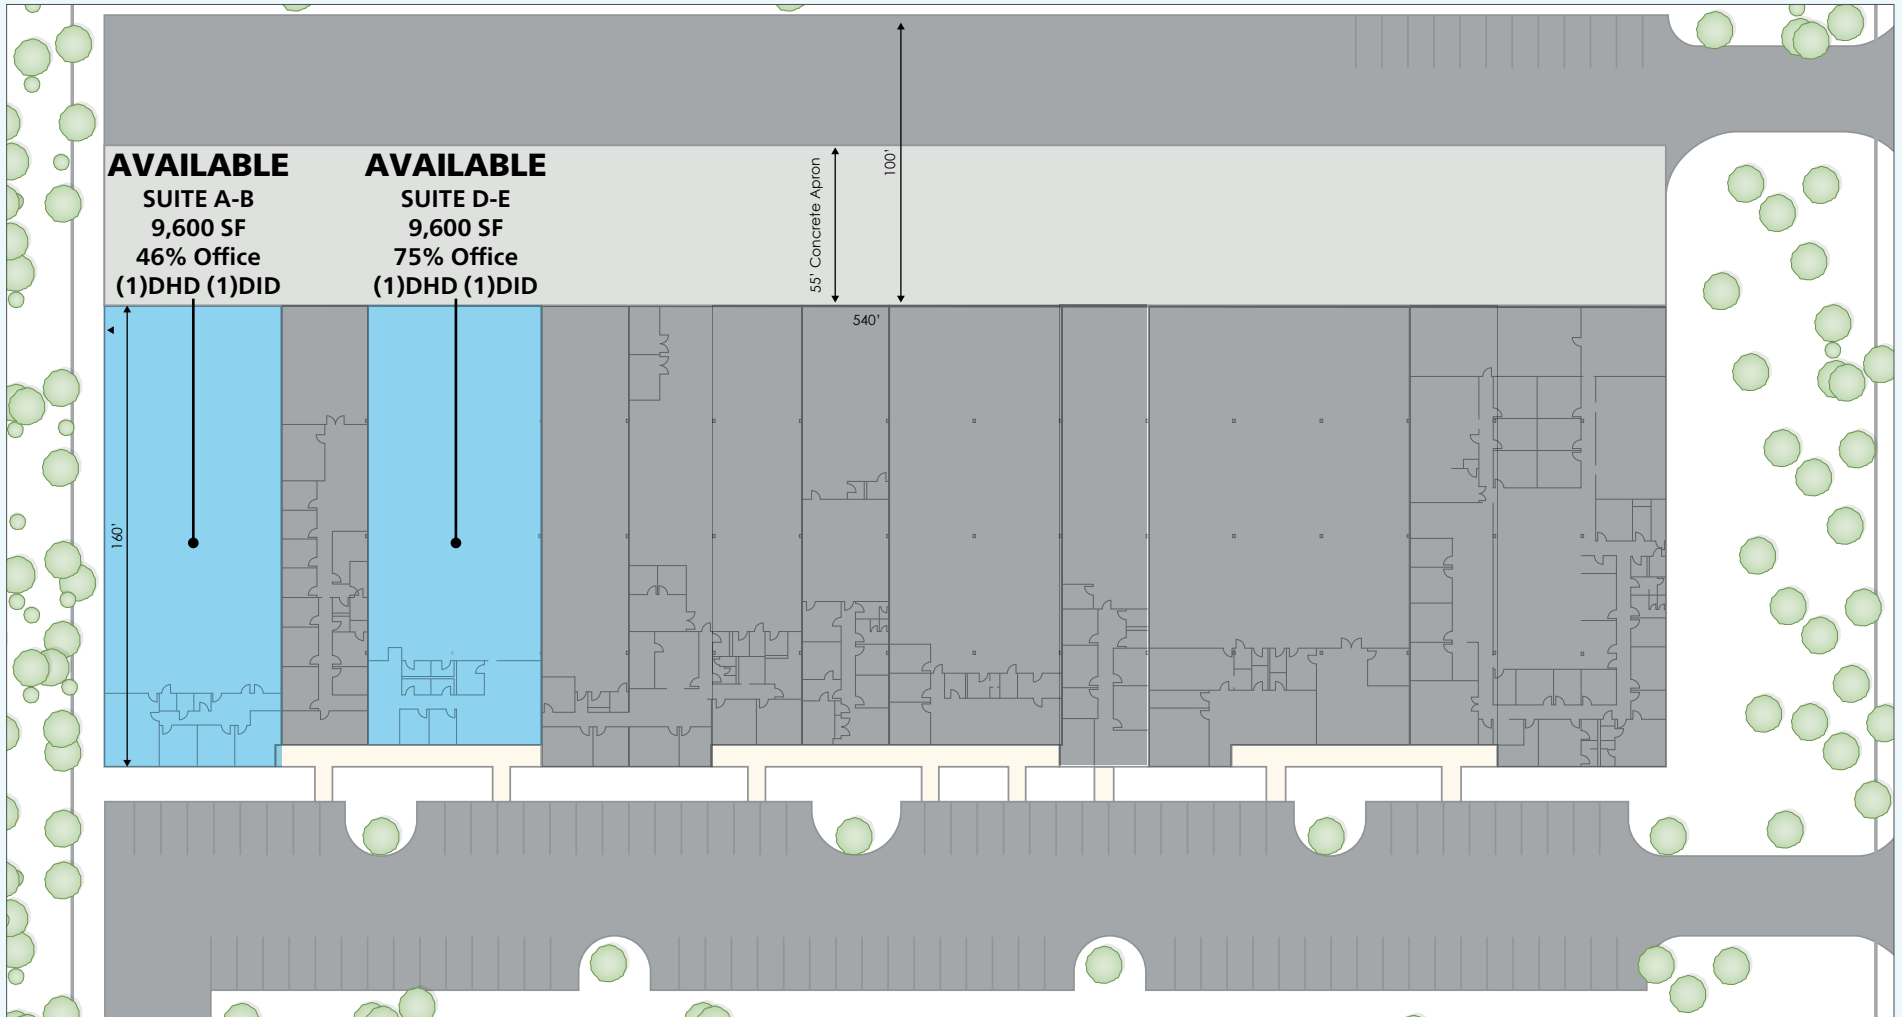 AVAILABLE
SUITE A-B
9,600 SF
46% Office
(1)DHD (1)DID
AVAILABLE
SUITE D-E
9,600 SF
75% Office
(1)DHD (1)DID
55' Concrete Apron
100'
540'
160'